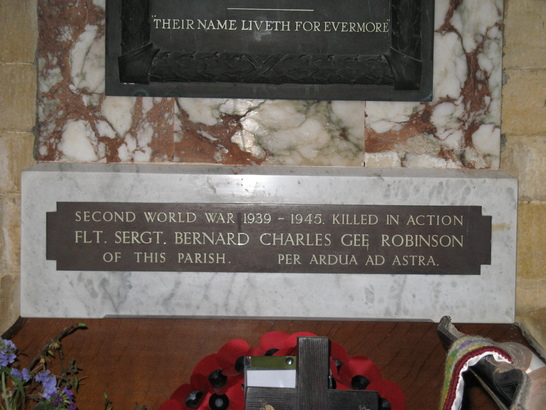 "THEIR NAME LIVETH FOR EVERMORE"
SECOND WORLD WAR 1939 - 1945. KILLED IN ACTION
FLT. SERGT. BERNARD CHARLES GEE ROBINSON
OF THIS PARISH. PER ARDUA AD ASTRA.